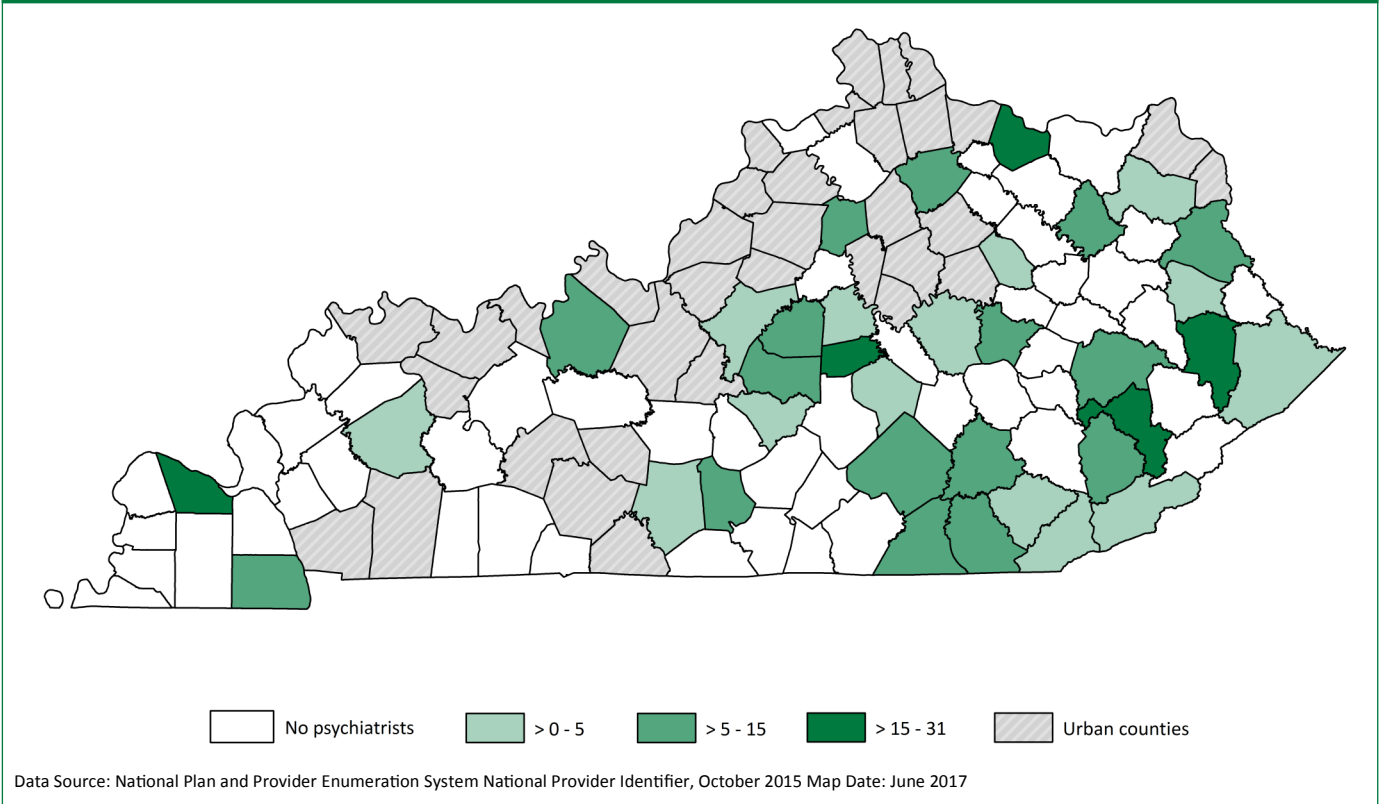 No psychiatrists > 0 - 5 > 5 - 15 > 15 - 31 Urban counties
Data Source: National Plan and Provider Enumeration System National Provider Identifier, October 2015 Map Date: June 2017